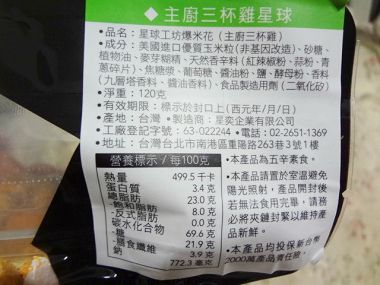 ◆主廚三杯雞星球
•品名：星球工坊爆米花（主廚三杯雞）
•成分：美國進口優質玉米粒(非基因改造)、砂糖、
植物油、麥芽糊精、天然香辛料(紅辣椒粉、蒜粉、青
蔥碎片)、焦糖漿、葡萄糖、醬油粉、鹽、酵母粉、香料
(九層塔香料、醬油香料)、食品製造用劑(二氧化矽)
•淨重：120克
•有效期限：標示於封口上(西元年/月/日)
•產地：台灣 •製造商：星奕企業有限公司
•工廠登記字號：63-022244 •電話：02-2651-1369
•地址：台灣台北市南港區重陽路263巷3號1樓
營養標示 / 每100克
熱量 499.5千卡
蛋白質 3.4 克
總脂肪 23.0 克
-飽和脂肪 8.0 克
-反式脂肪 0.0 克
碳水化合物 69.6 克
-糖 21.9 克
-膳食纖維 3.9 克
鈉 772.3 毫克
•本產品為五辛素食。
•本產品請置於室溫避免
陽光照射，產品開封後
若無法食用完畢，請務
必將夾鏈封緊以維持產
品新鮮。
•本產品均投保新台幣
2000萬產品責任險。